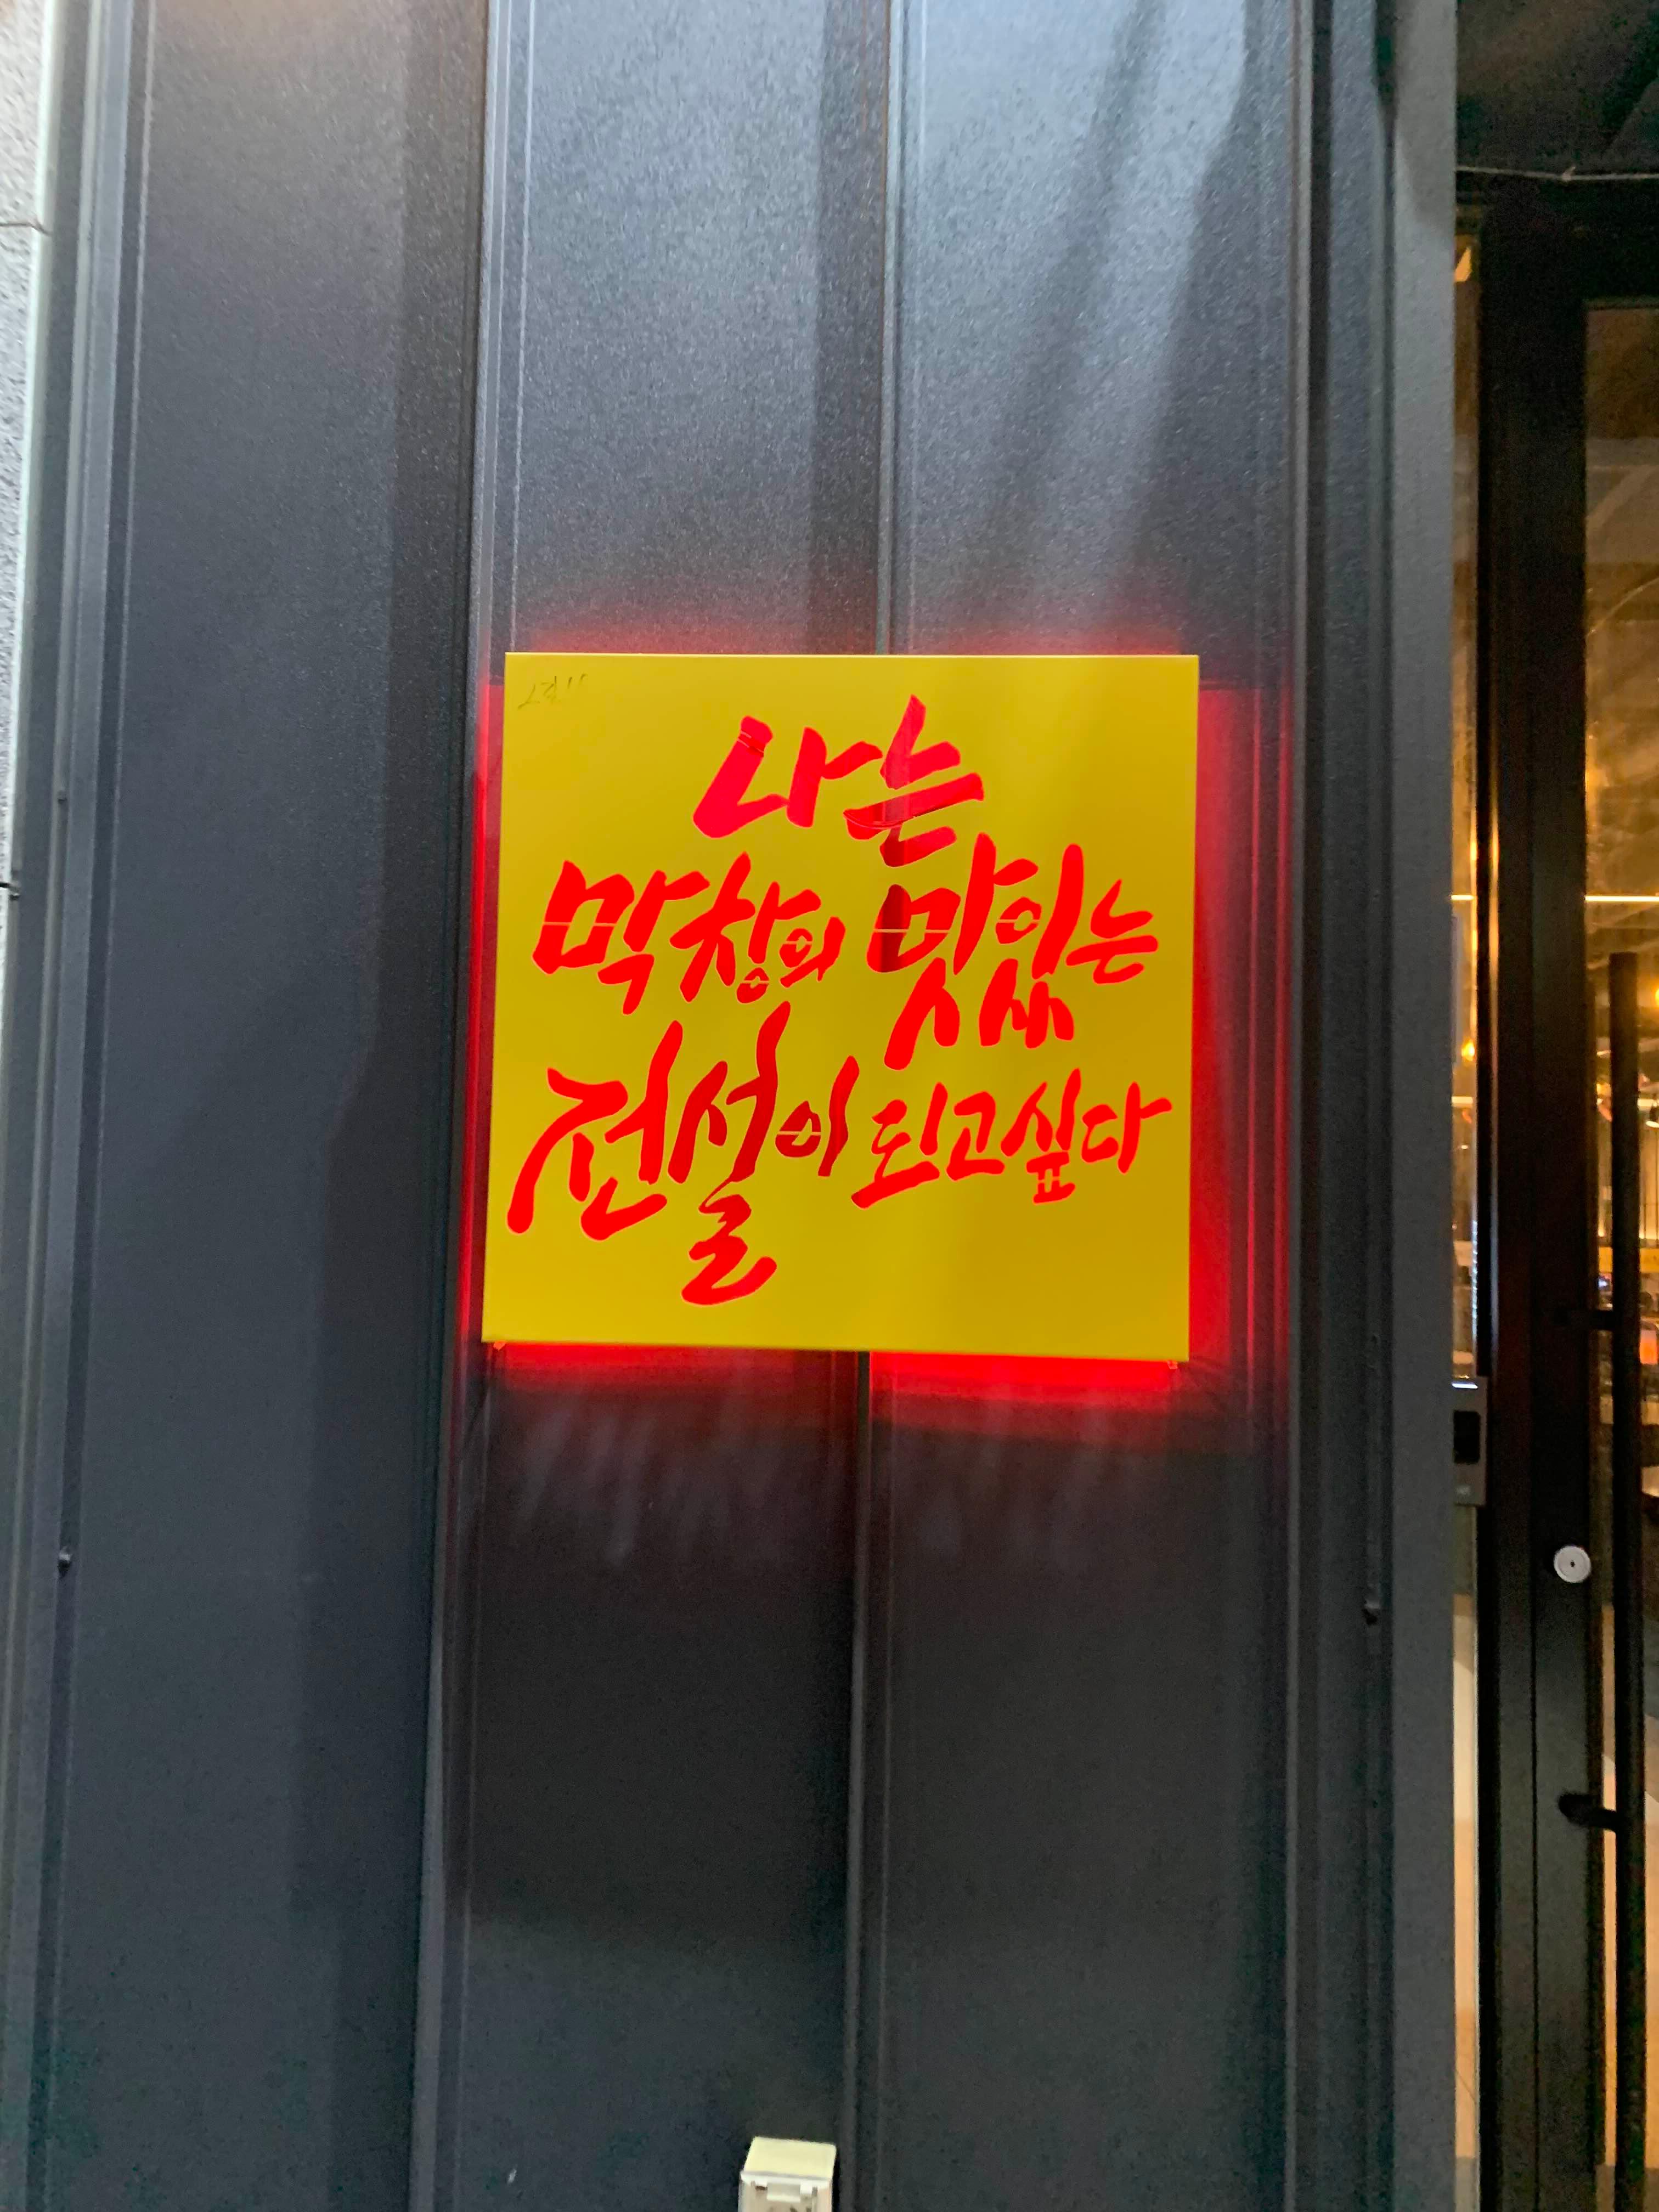 나는
막창의 맛있는
전설이 되고싶다